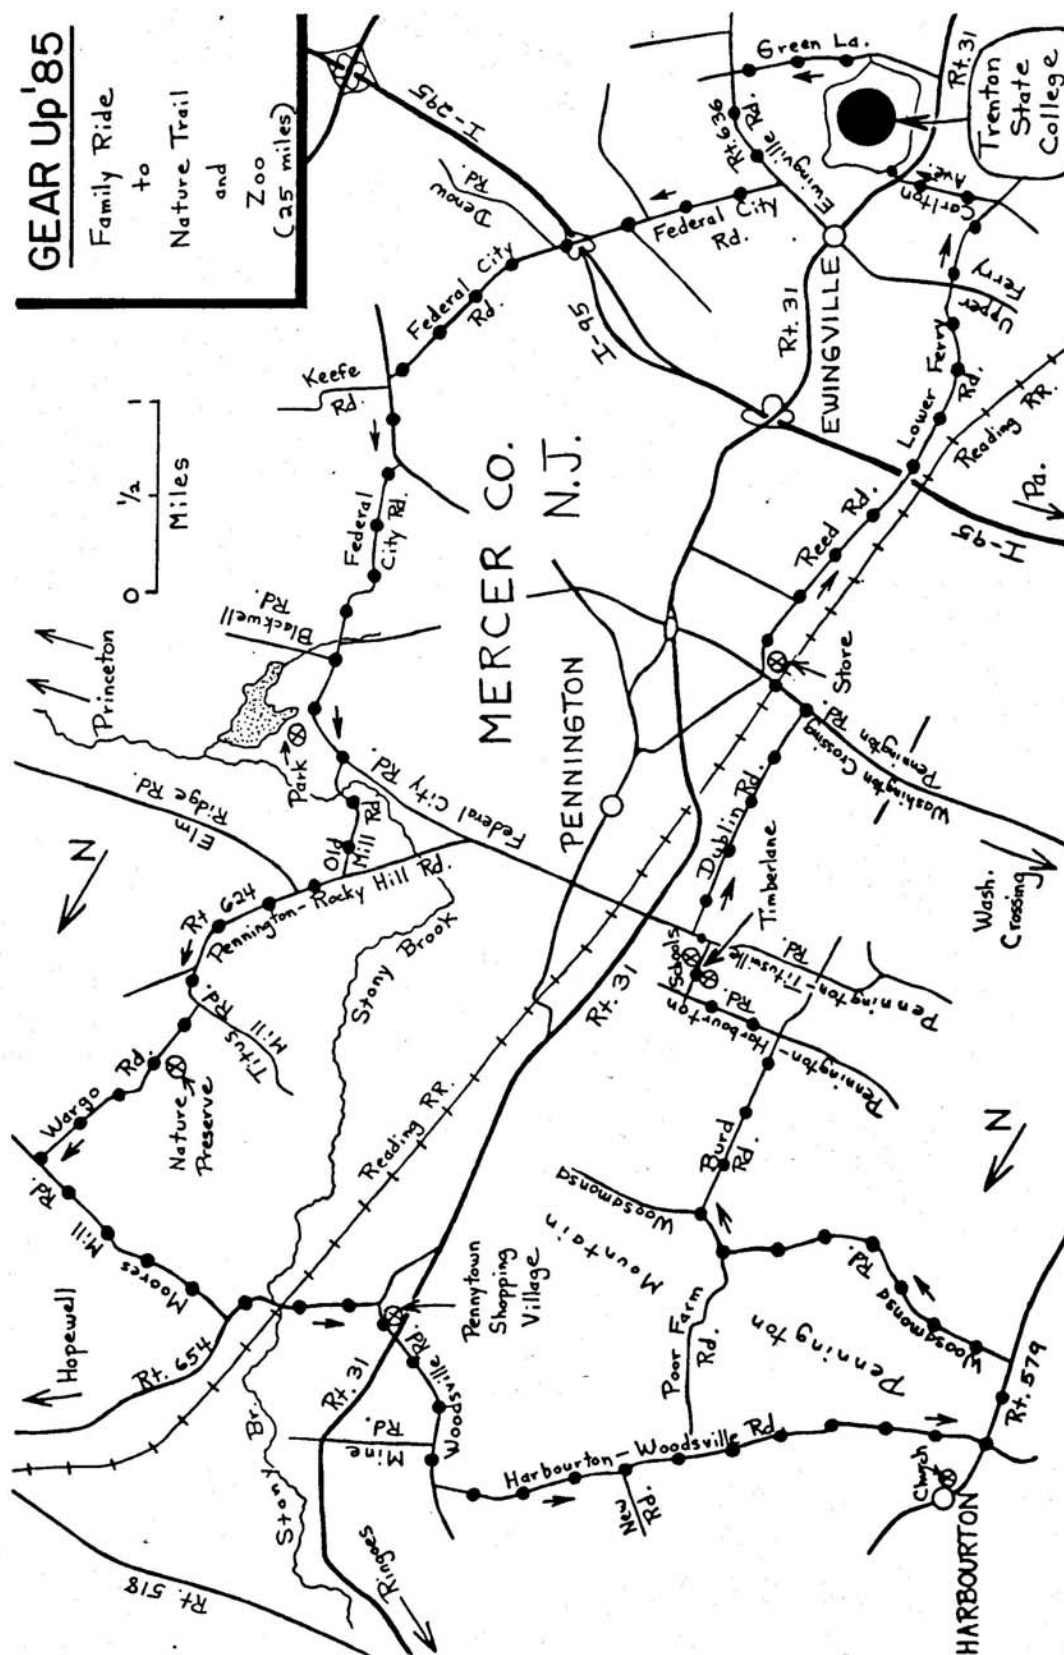 GEAR Up '85
Family Ride
to
Nature Trail
and
Zoo
(25 miles)
0 1/2 1
Miles
Princeton
N
Green La.
Rt. 31
Trenton
State
College
Carlton
Ave.
Rt. 636
Ewingville Rd.
EWINGVILLE
Federal City
Rd.
I-295
Denow
Rd.
I-95
Federal City
Rd.
Keefe
Rd.
Federal
City Rd.
Blackwell
Rd.
Park
MERCER CO.
N.J.
Rt. 31
Federal City Rd.
Old
Mill Rd.
Elm
Ridge Rd.
Rt 624
Pennington-Rocky Hill Rd.
Titus
Mill
Rd.
Nature
Preserve
Wargo
Rd.
Moores
Mill
Rd.
Hopewell
Rt. 654
Stony Brook
Reading RR.
PENNINGTON
Rt. 31
Pennytown
Shopping
Village
Rt. 31
Woodsville Rd.
Mine
Rd.
Stony
Br.
Rt. 518
Ringoes
Harbourton-Woodsville Rd
New
Rd.
Church
HARBOURTON
Rt. 579
Woosamonsa
Rd.
Poor Farm
Rd.
Pennington
Mountain
Woosamonsa
Burd
Rd.
Pennington-
Harbourton
Rd.
Schools
Timberlane
Pennington-
Titusville
Rd.
Dublin Rd.
Wash.
Crossing
Pennington
Washington Crossing
Rd.
Store
Reed Rd.
I-95
Pa.
Reading RR.
Lower Ferry
Rd.
Upper
Ferry
N